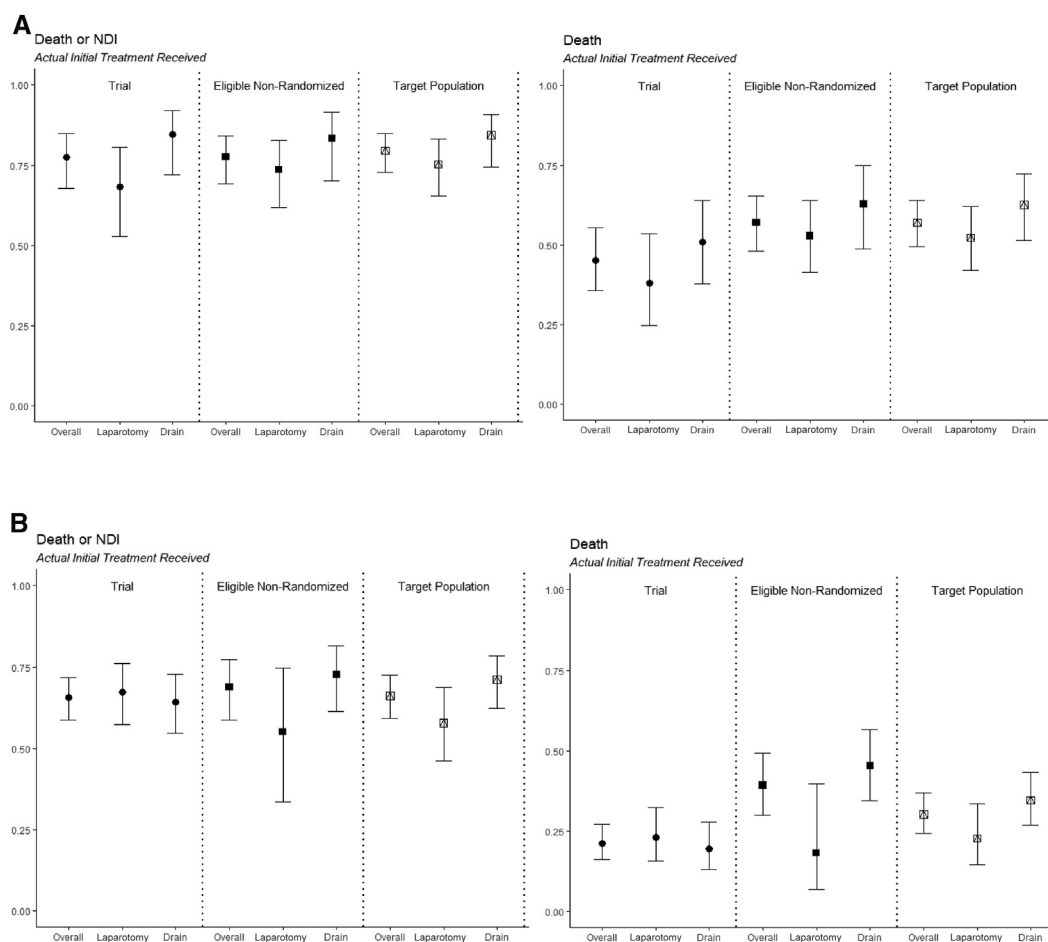 A
Death or NDI
Actual Initial Treatment Received
1.00
0.75
0.50
0.25
0.00
Trial
Eligible Non-Randomized
Target Population
Overall Laparotomy Drain Overall Laparotomy Drain Overall Laparotomy Drain
Death
Actual Initial Treatment Received
1.00
0.75
0.50
0.25
0.00
Trial
Eligible Non-Randomized
Target Population
Overall Laparotomy Drain Overall Laparotomy Drain Overall Laparotomy Drain
B
Death or NDI
Actual Initial Treatment Received
1.00
0.75
0.50
0.25
0.00
Trial
Eligible Non-Randomized
Target Population
Overall Laparotomy Drain Overall Laparotomy Drain Overall Laparotomy Drain
Death
Actual Initial Treatment Received
1.00
0.75
0.50
0.25
0.00
Trial
Eligible Non-Randomized
Target Population
Overall Laparotomy Drain Overall Laparotomy Drain Overall Laparotomy Drain